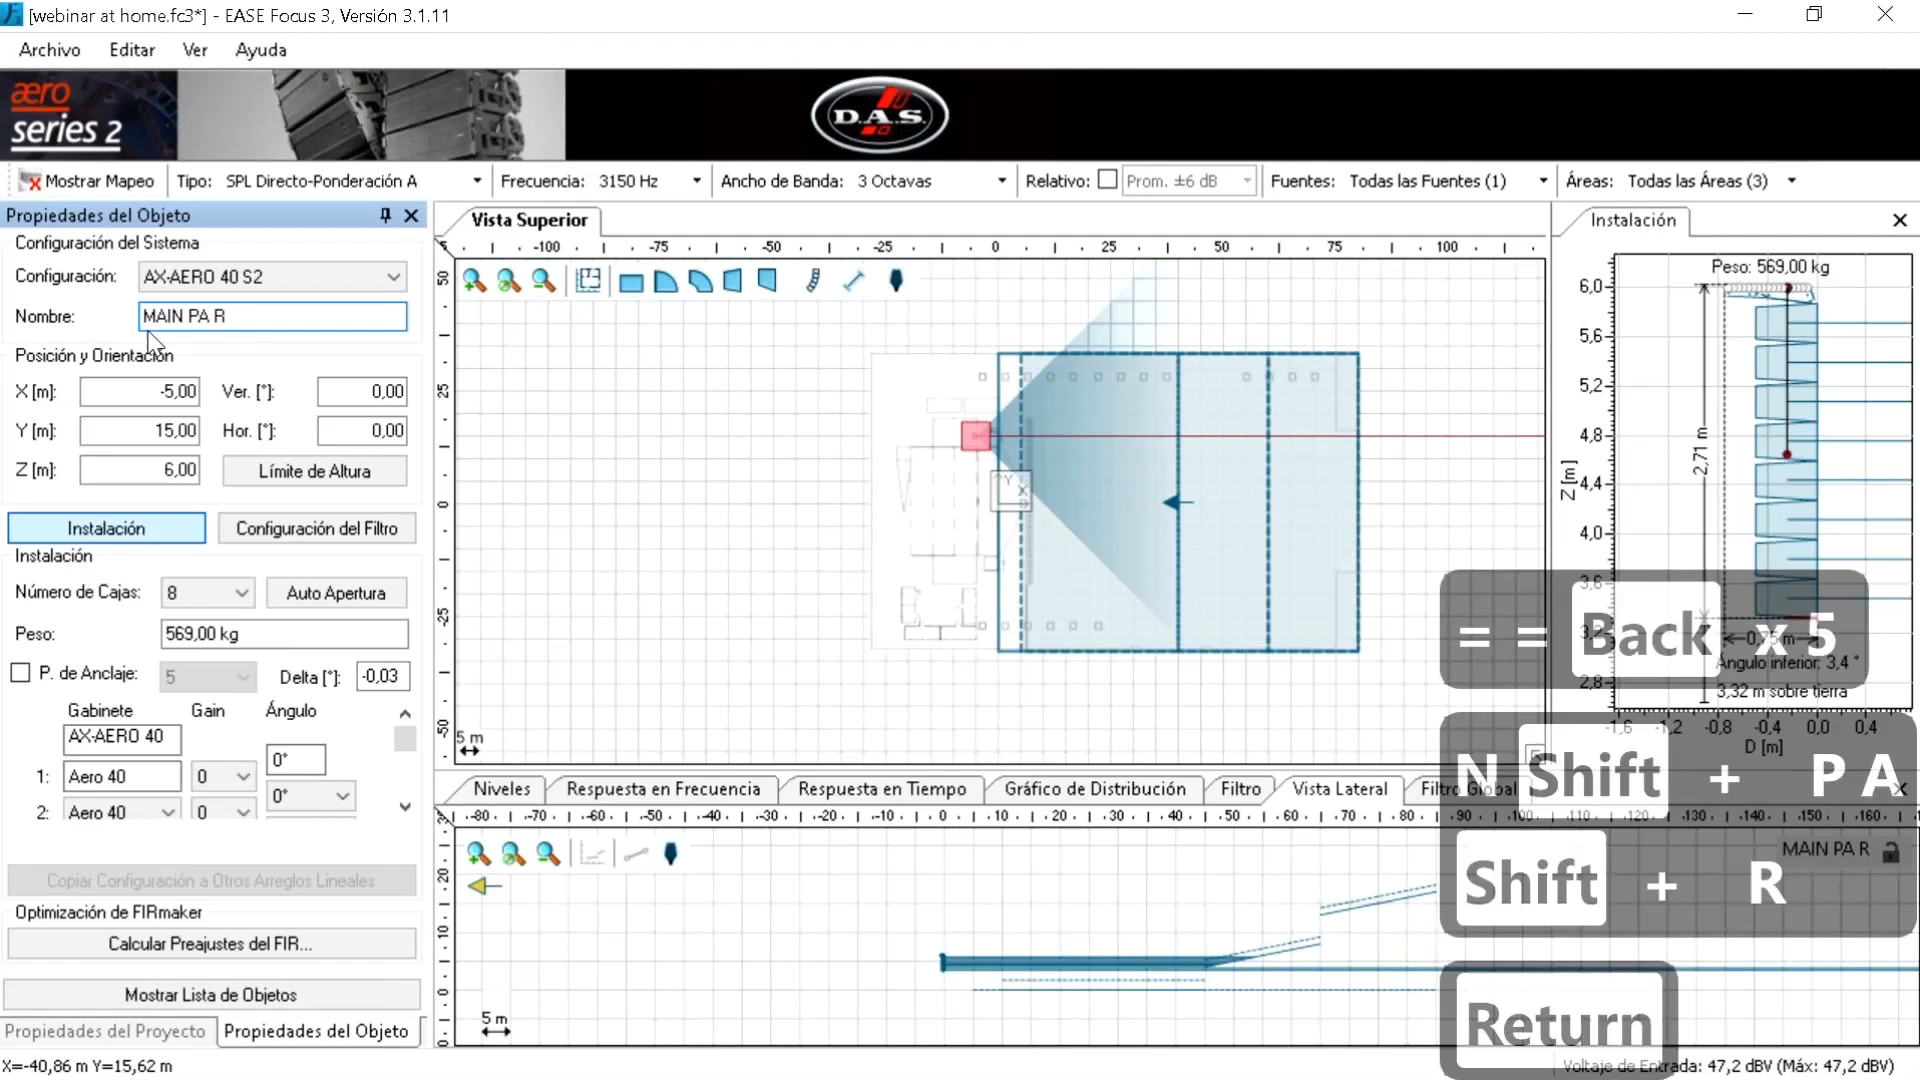 [webinar at home.fc3*] - EASE Focus 3, Versión 3.1.11
Archivo Editar Ver Ayuda
æro
series 2
D.A.S.
Mostrar Mapeo Tipo: SPL Directo-Ponderación A Frecuencia: 3150 Hz Ancho de Banda: 3 Octavas Relativo: Prom. ±6 dB Fuentes: Todas las Fuentes (1) Áreas: Todas las Áreas (3)
Propiedades del Objeto
Configuración del Sistema
Configuración: AX-AERO 40 S2
Nombre: MAIN PA R
Posición y Orientación
X [m]: -5,00 Ver. [°]: 0,00
Y [m]: 15,00 Hor. [°]: 0,00
Z [m]: 6,00 Límite de Altura
Instalación Configuración del Filtro
Instalación
Número de Cajas: 8 Auto Apertura
Peso: 569,00 kg
P. de Anclaje: 5 Delta [°]: -0,03
Gabinete Gain Ángulo
AX-AERO 40
0°
1: Aero 40 0
0°
2: Aero 40 0
Copiar Configuración a Otros Arreglos Lineales
Optimización de FIRmaker
Calcular Preajustes del FIR...
Mostrar Lista de Objetos
Propiedades del Proyecto Propiedades del Objeto
X=-40,86 m Y=15,62 m
Vista Superior
-100 -75 -50 -25 0 25 50 75 100
50
25
0
-25
-50
Y
X
5 m
Instalación
Peso: 569,00 kg
6,0
5,6
5,2
4,8
4,4
4,0
3,6
3,2
2,8
Z [m]
2,71 m
0,75 m
Ángulo inferior: 3,4 °
3,32 m sobre tierra
-1,6 -1,2 -0,8 -0,4 0,0 0,4
D [m]
= = Back x 5
N Shift + P A
Shift + R
Return
Niveles Respuesta en Frecuencia Respuesta en Tiempo Gráfico de Distribución Filtro Vista Lateral Filtro Global
-80 -70 -60 -50 -40 -30 -20 -10 0 10 20 30 40 50 60 70 80 90 100 110 120 130 140 150 160
20
10
0
MAIN PA R
5 m
Voltaje de Entrada: 47,2 dBV (Máx: 47,2 dBV)